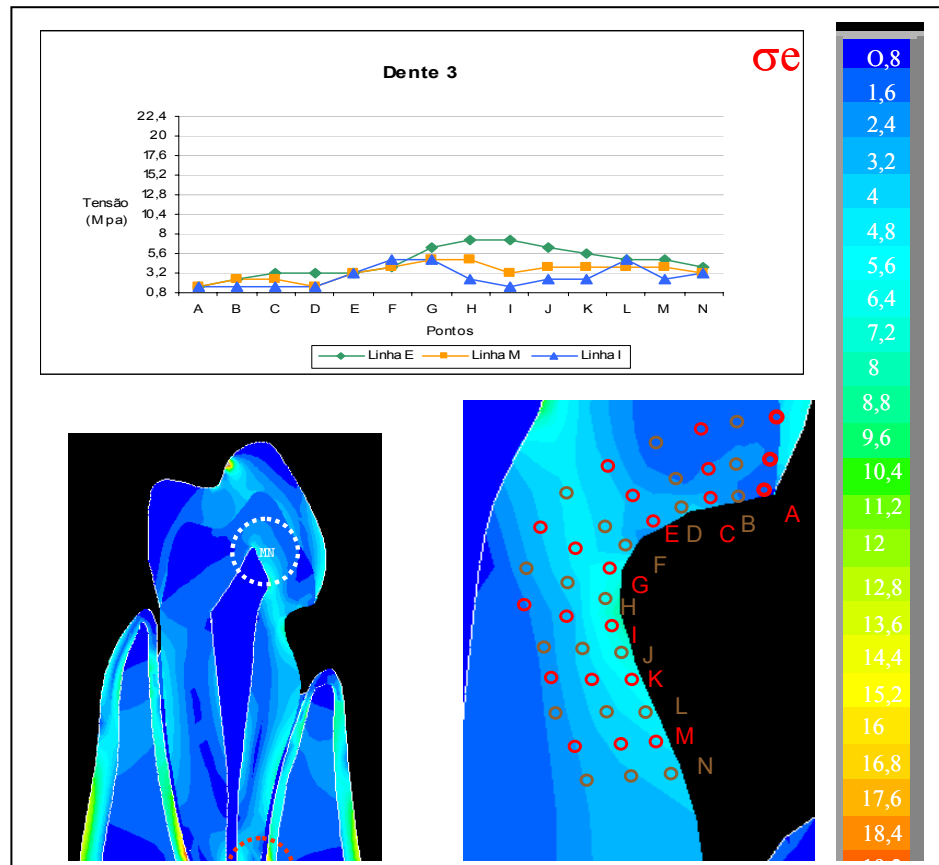 σe
Dente 3
Tensão
(Mpa)
22,4
20
17,6
15,2
12,8
10,4
8
5,6
3,2
0,8
A B C D E F G H I J K L M N
Pontos
Linha E Linha M Linha I
MN
A
B
C
D
E
F
G
H
I
J
K
L
M
N
O,8
1,6
2,4
3,2
4
4,8
5,6
6,4
7,2
8
8,8
9,6
10,4
11,2
12
12,8
13,6
14,4
15,2
16
16,8
17,6
18,4